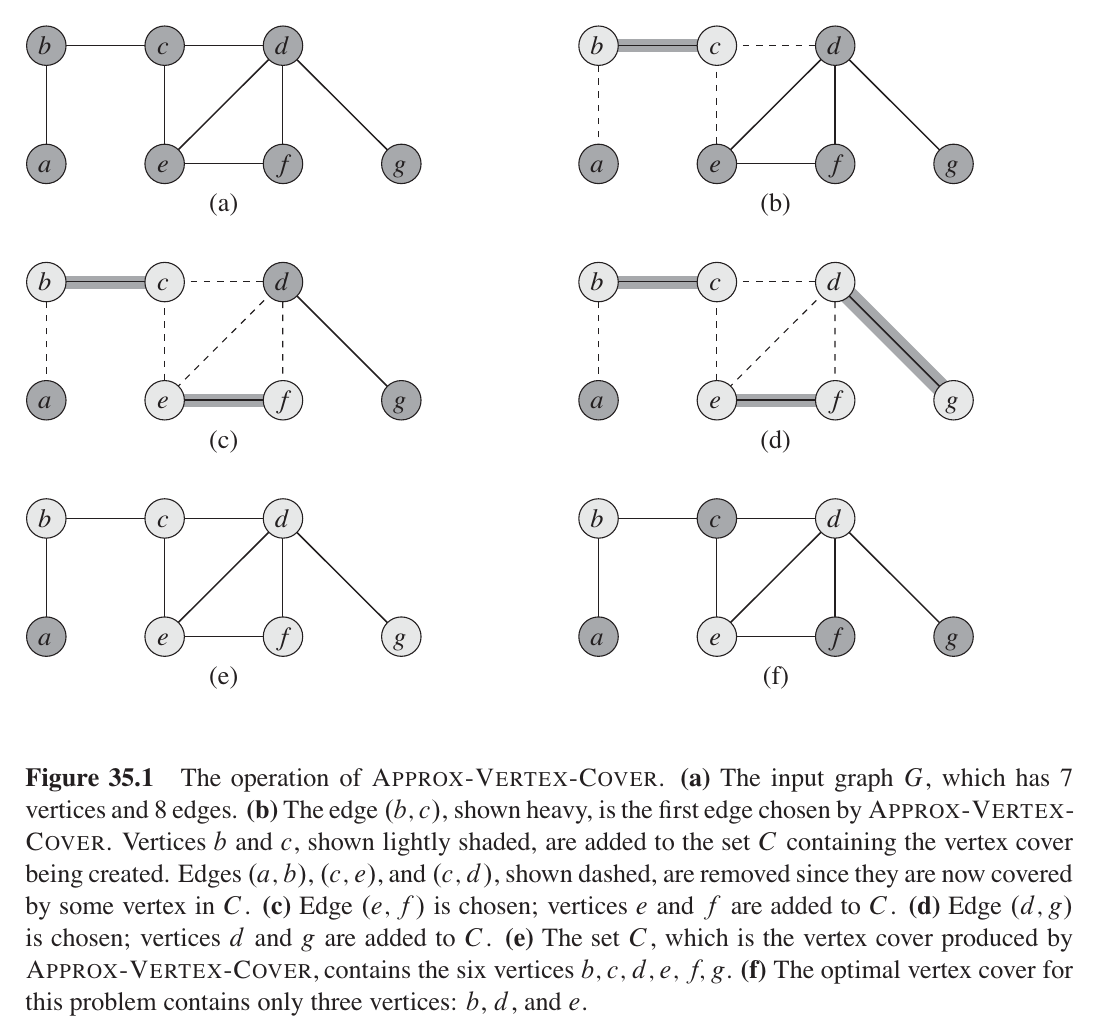 b c d b c d
a e f g a e f g
(a) (b)
b c d b c d
a e f g a e f g
(c) (d)
b c d b c d
a e f g a e f g
(e) (f)
Figure 35.1 The operation of APPROX-VERTEX-COVER. (a) The input graph G, which has 7
vertices and 8 edges. (b) The edge (b, c), shown heavy, is the first edge chosen by APPROX-VERTEX-
COVER. Vertices b and c, shown lightly shaded, are added to the set C containing the vertex cover
being created. Edges (a, b), (c, e), and (c, d), shown dashed, are removed since they are now covered
by some vertex in C. (c) Edge (e, f) is chosen; vertices e and f are added to C. (d) Edge (d, g)
is chosen; vertices d and g are added to C. (e) The set C, which is the vertex cover produced by
APPROX-VERTEX-COVER, contains the six vertices b, c, d, e, f, g. (f) The optimal vertex cover for
this problem contains only three vertices: b, d, and e.